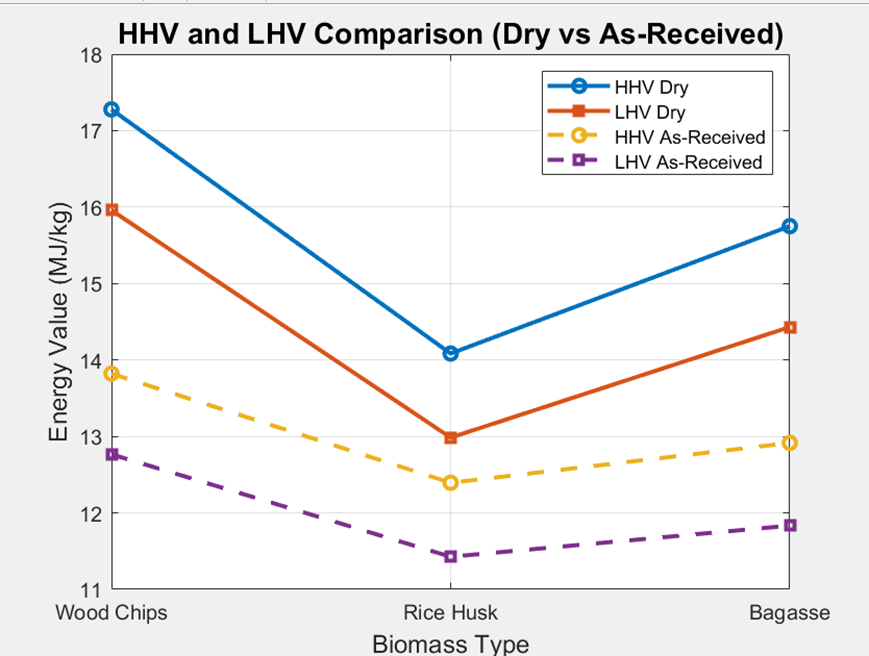 HHV and LHV Comparison (Dry vs As-Received)
18
17
16
15
14
13
12
11
Energy Value (MJ/kg)
HHV Dry
LHV Dry
HHV As-Received
LHV As-Received
Wood Chips
Rice Husk
Bagasse
Biomass Type